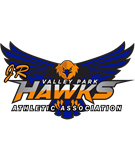 JR
VALLEY PARK
HAWKS
ATHLETIC ASSOCIATION